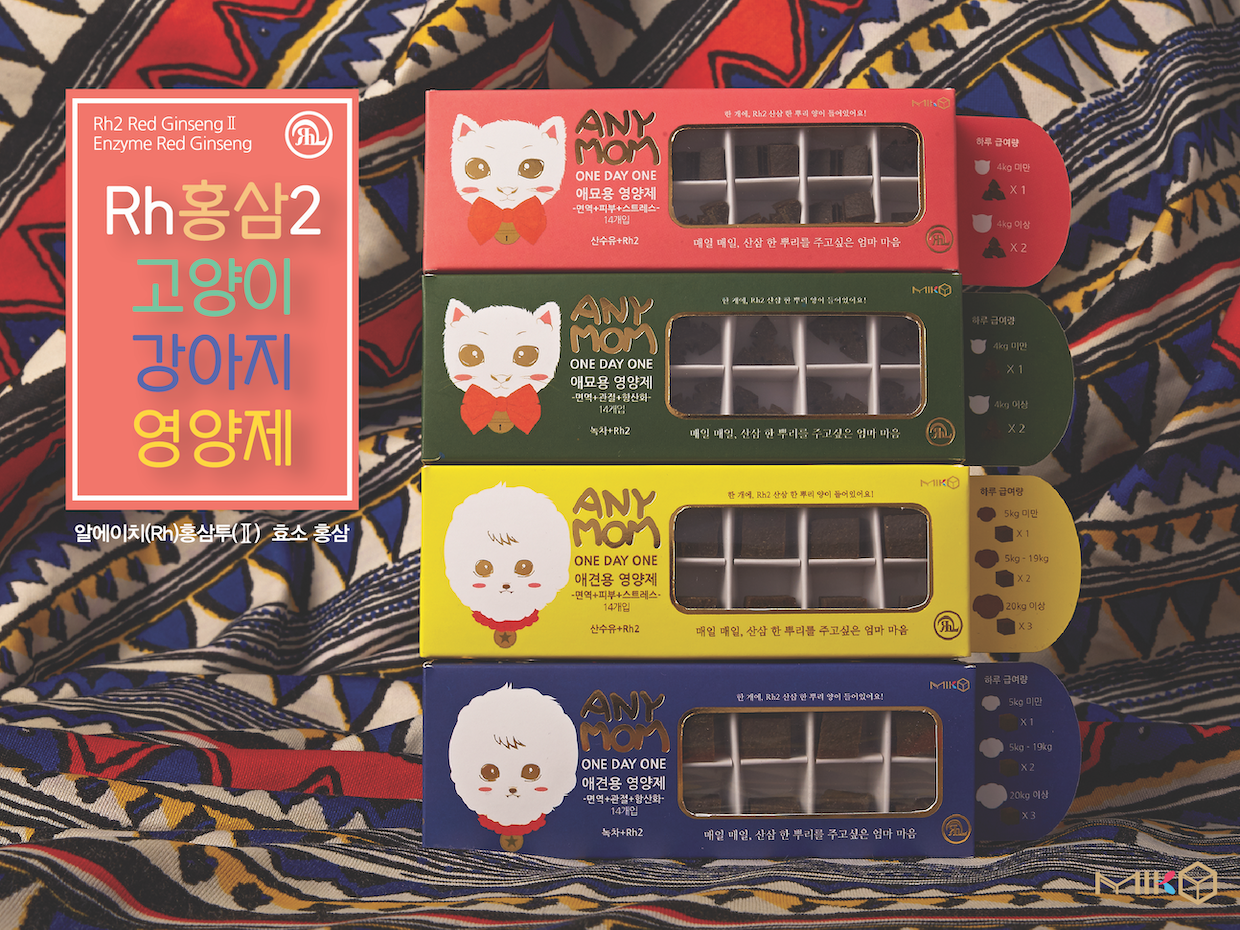 Rh2 Red Ginseng Ⅱ
Enzyme Red Ginseng
Rh
Rh홍삼2
고양이
강아지
영양제
알에이치(Rh)홍삼투(Ⅱ) 효소 홍삼
MIKO
한 개에, Rh2 산삼 한 뿌리 양이 들어있어요!
ANY
MOM
ONE DAY ONE
애묘용 영양제
-면역+피부+스트레스-
14개입
산수유+Rh2
매일 매일, 산삼 한 뿌리를 주고싶은 엄마 마음
Rh
하루 급여량
4kg 미만
X 1
4kg 이상
X 2
MIKO
한 개에, Rh2 산삼 한 뿌리 양이 들어있어요!
ANY
MOM
ONE DAY ONE
애묘용 영양제
-면역+관절+항산화-
14개입
녹차+Rh2
매일 매일, 산삼 한 뿌리를 주고싶은 엄마 마음
Rh
하루 급여량
4kg 미만
X 1
4kg 이상
X 2
MIKO
한 개에, Rh2 산삼 한 뿌리 양이 들어있어요!
ANY
MOM
ONE DAY ONE
애견용 영양제
-면역+피부+스트레스-
14개입
산수유+Rh2
매일 매일, 산삼 한 뿌리를 주고싶은 엄마 마음
Rh
하루 급여량
5kg 미만
X 1
5kg - 19kg
X 2
20kg 이상
X 3
MIKO
한 개에, Rh2 산삼 한 뿌리 양이 들어있어요!
ANY
MOM
ONE DAY ONE
애견용 영양제
-면역+관절+항산화-
14개입
녹차+Rh2
매일 매일, 산삼 한 뿌리를 주고싶은 엄마 마음
Rh
하루 급여량
5kg 미만
X 1
5kg - 19kg
X 2
20kg 이상
X 3
MIKO